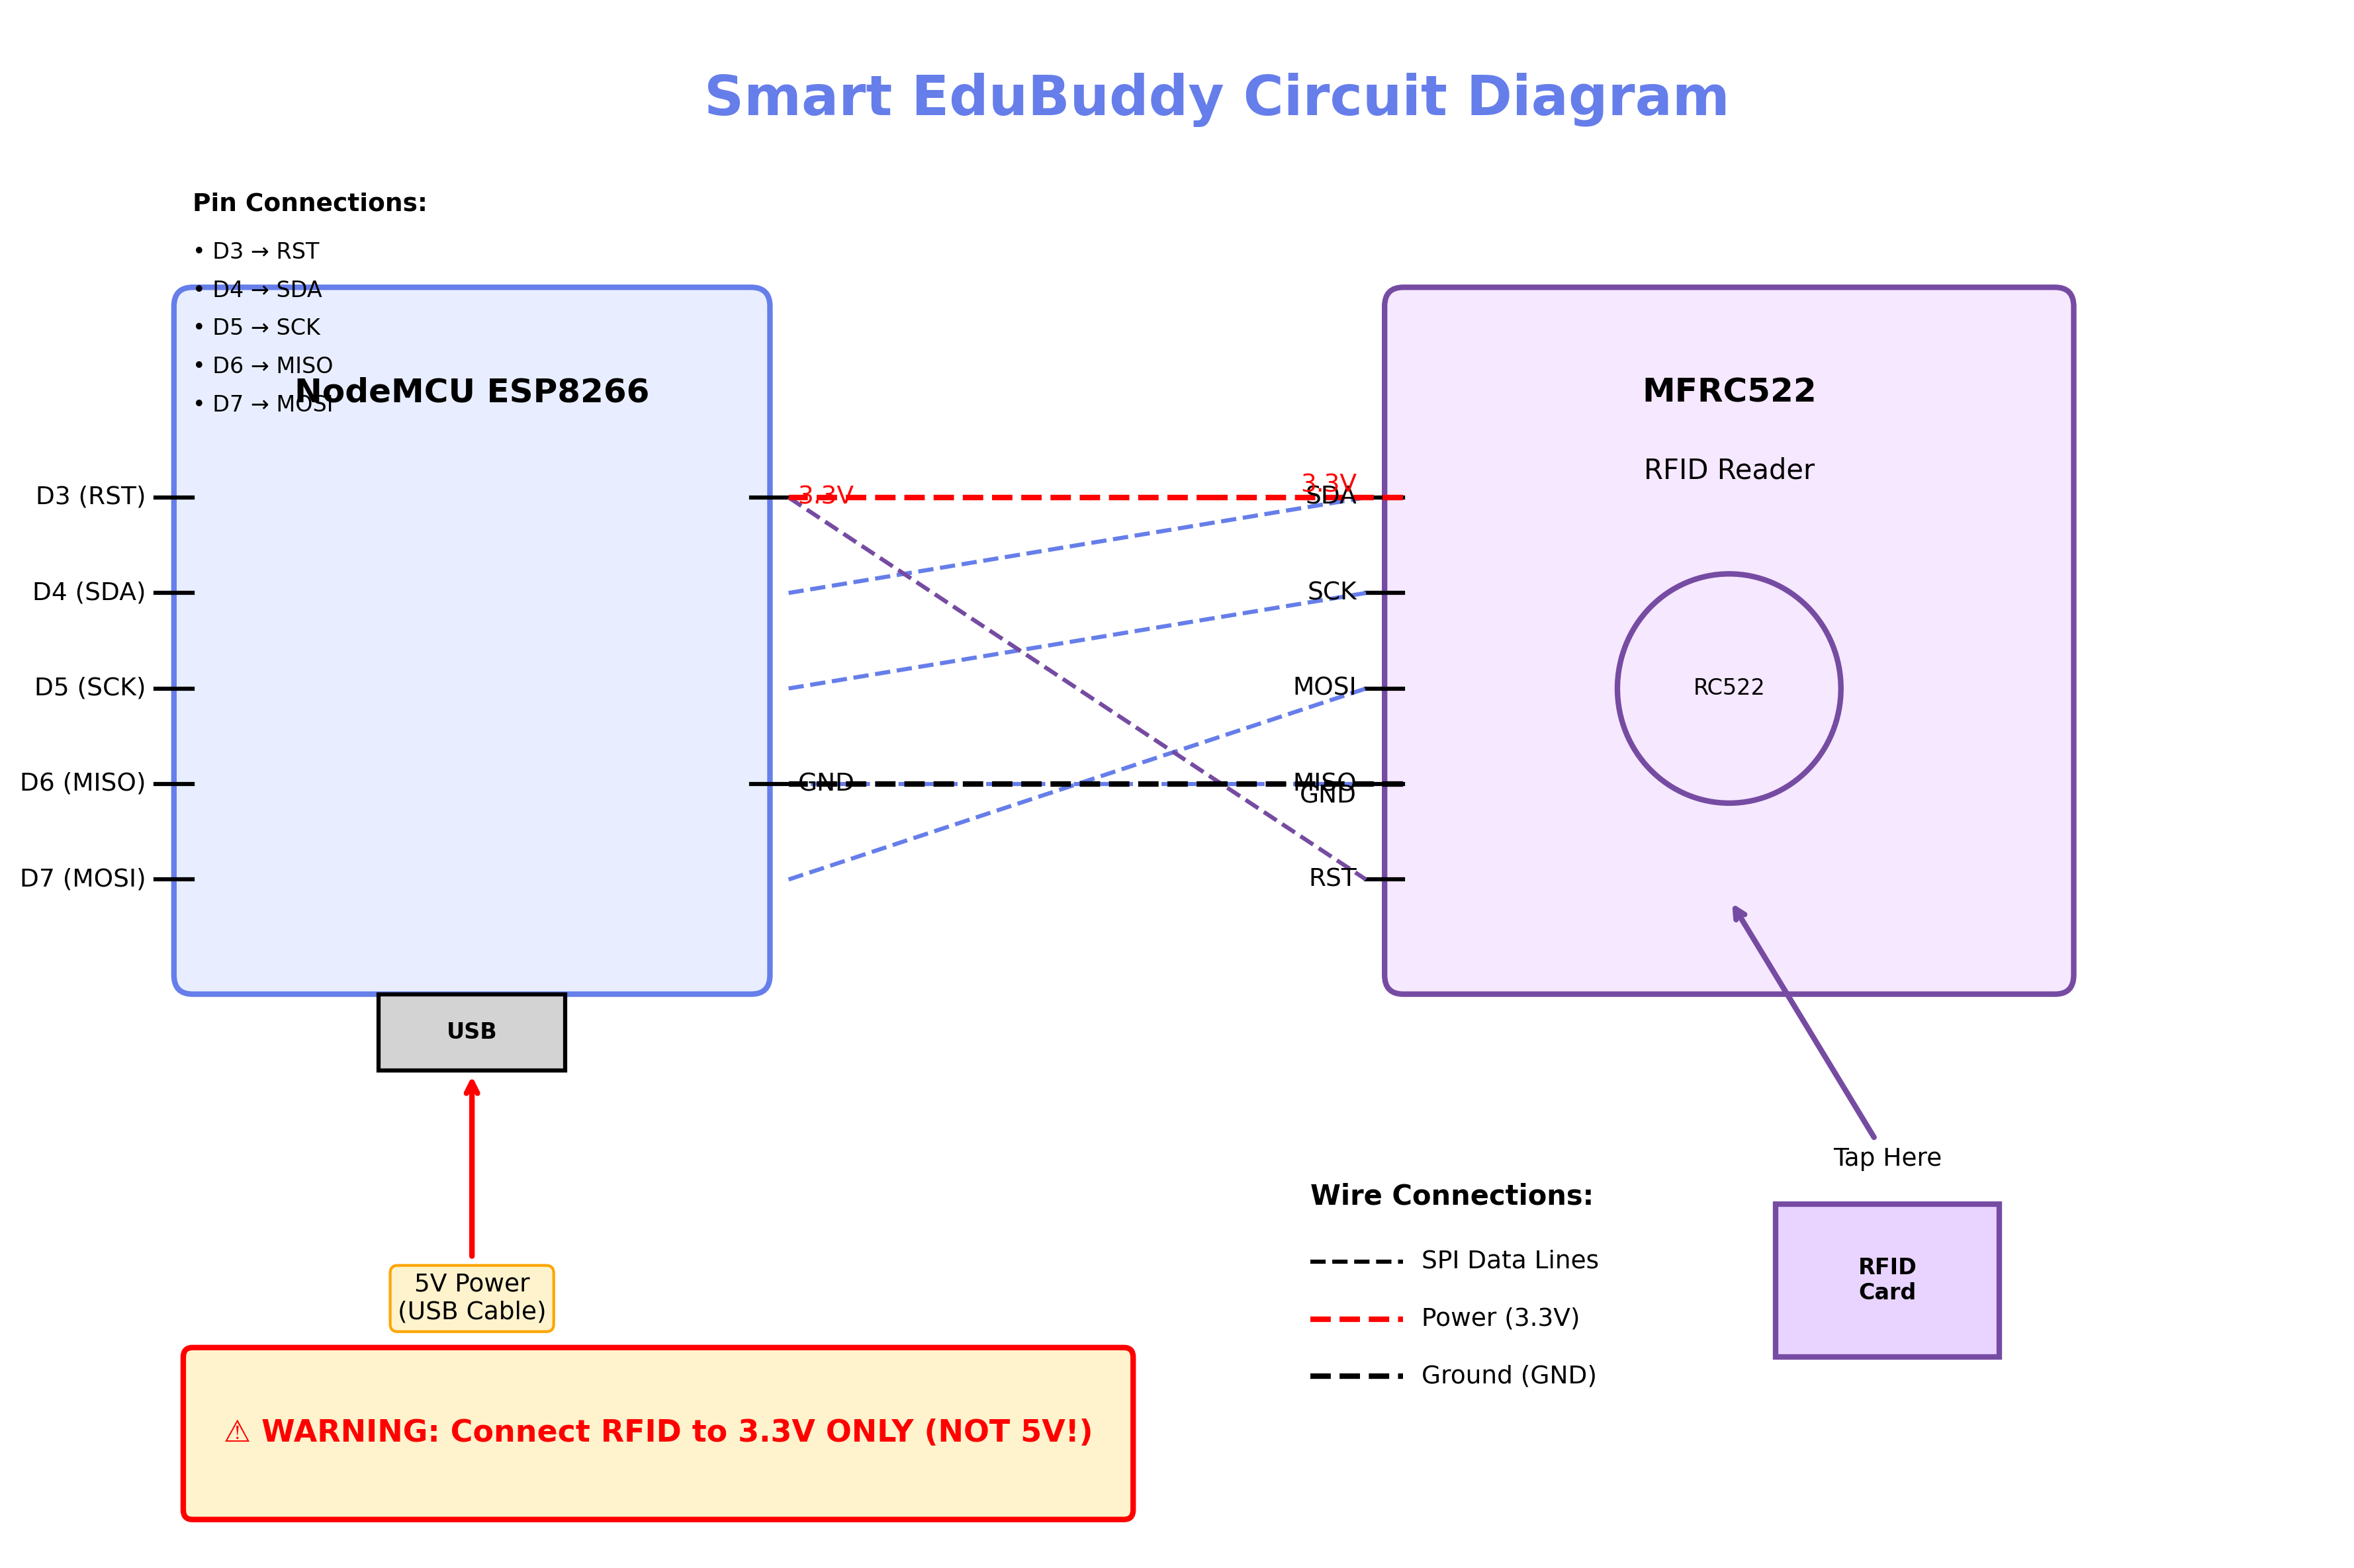 Smart EduBuddy Circuit Diagram
Pin Connections:
• D3 → RST
• D4 → SDA
• D5 → SCK
• D6 → MISO
• D7 → MOSI
NodeMCU ESP8266
D3 (RST)
D4 (SDA)
D5 (SCK)
D6 (MISO)
D7 (MOSI)
3.3V
GND
3.3V
SDA
SCK
MOSI
MISO
GND
RST
MFRC522
RFID Reader
RC522
USB
5V Power
(USB Cable)
⚠ WARNING: Connect RFID to 3.3V ONLY (NOT 5V!)
Tap Here
Wire Connections:
SPI Data Lines
Power (3.3V)
Ground (GND)
RFID
Card